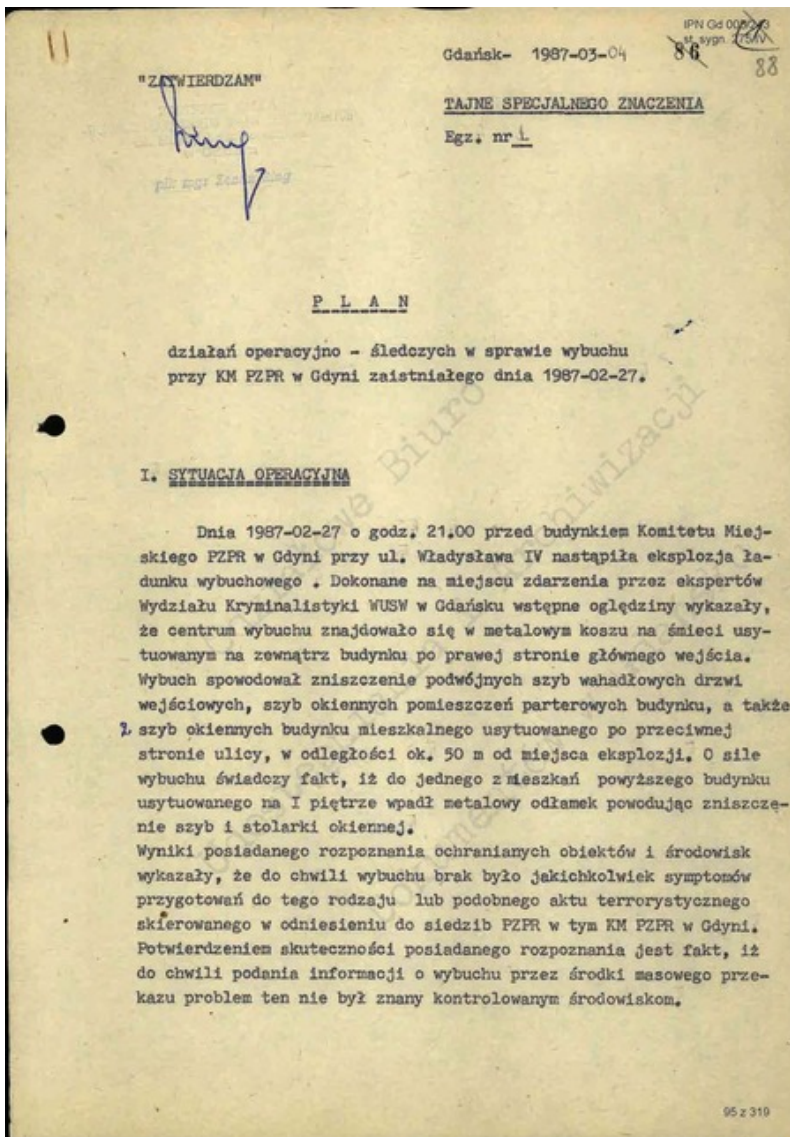 11
IPN Gd 003/243
st. sygn. 275/IV
Gdańsk- 1987-03-04
86
88
"ZATWIERDZAM"
TAJNE SPECJALNEGO ZNACZENIA
Egz. nr 1
płk mgr
P L A N
działań operacyjno - śledczych w sprawie wybuchu
przy KM PZPR w Gdyni zaistniałego dnia 1987-02-27.
I. SYTUACJA OPERACYJNA
Dnia 1987-02-27 o godz. 21.00 przed budynkiem Komitetu Miej-
skiego PZPR w Gdyni przy ul. Władysława IV nastąpiła eksplozja ła-
dunku wybuchowego . Dokonane na miejscu zdarzenia przez ekspertów
Wydziału Kryminalistyki WUSW w Gdańsku wstępne oględziny wykazały,
że centrum wybuchu znajdowało się w metalowym koszu na śmieci usy-
tuowanym na zewnątrz budynku po prawej stronie głównego wejścia.
Wybuch spowodował zniszczenie podwójnych szyb wahadłowych drzwi
wejściowych, szyb okiennych pomieszczeń parterowych budynku, a także
szyb okiennych budynku mieszkalnego usytuowanego po przeciwnej
stronie ulicy, w odległości ok. 50 m od miejsca eksplozji. O sile
wybuchu świadczy fakt, iż do jednego z mieszkań powyższego budynku
usytuowanego na I piętrze wpadł metalowy odłamek powodując zniszcze-
nie szyb i stolarki okiennej.
Wyniki posiadanego rozpoznania ochranianych obiektów i środowisk
wykazały, że do chwili wybuchu brak było jakichkolwiek symptomów
przygotowań do tego rodzaju lub podobnego aktu terrorystycznego
skierowanego w odniesieniu do siedzib PZPR w tym KM PZPR w Gdyni.
Potwierdzeniem skuteczności posiadanego rozpoznania jest fakt, iż
do chwili podania informacji o wybuchu przez środki masowego prze-
kazu problem ten nie był znany kontrolowanym środowiskom.
95 z 319